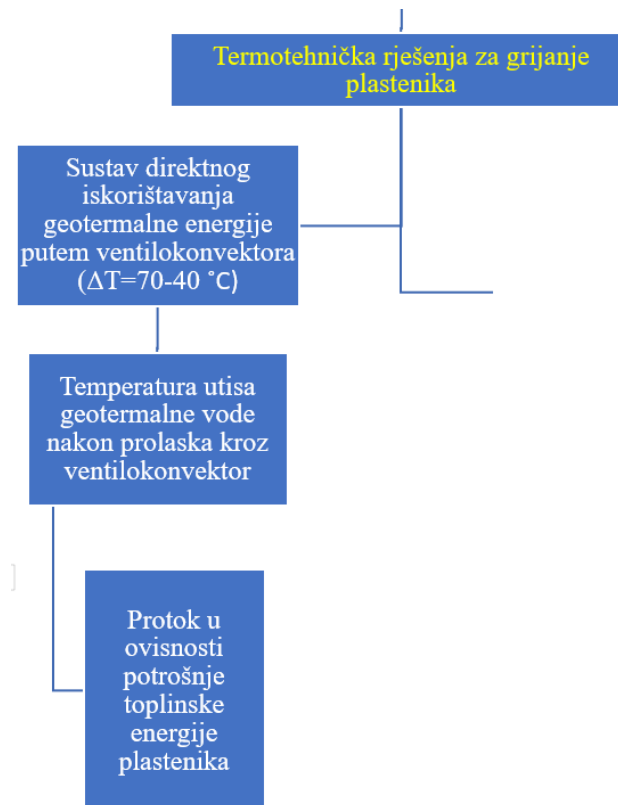 Termotehnička rješenja za grijanje
plastenika
Sustav direktnog
iskorištavanja
geotermalne energije
putem ventilokonvektora
(ΔT=70-40 ˚C)
Temperatura utisa
geotermalne vode
nakon prolaska kroz
ventilokonvektor
Protok u
ovisnosti
potrošnje
toplinske
energije
plastenika